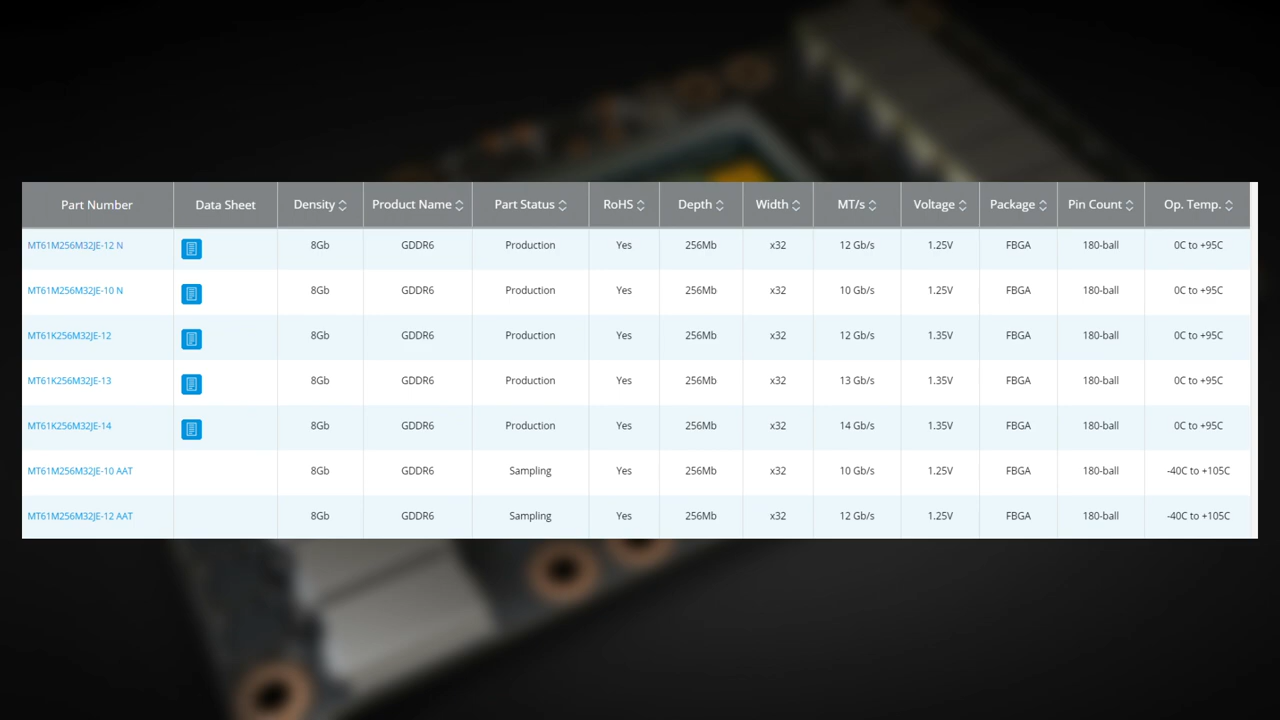 Part Number Data Sheet Density Product Name Part Status RoHS Depth Width MT/s Voltage Package Pin Count Op. Temp.
MT61M256M32JE-12 N 8Gb GDDR6 Production Yes 256Mb x32 12 Gb/s 1.25V FBGA 180-ball 0C to +95C
MT61M256M32JE-10 N 8Gb GDDR6 Production Yes 256Mb x32 10 Gb/s 1.25V FBGA 180-ball 0C to +95C
MT61K256M32JE-12 8Gb GDDR6 Production Yes 256Mb x32 12 Gb/s 1.35V FBGA 180-ball 0C to +95C
MT61K256M32JE-13 8Gb GDDR6 Production Yes 256Mb x32 13 Gb/s 1.35V FBGA 180-ball 0C to +95C
MT61K256M32JE-14 8Gb GDDR6 Production Yes 256Mb x32 14 Gb/s 1.35V FBGA 180-ball 0C to +95C
MT61M256M32JE-10 AAT 8Gb GDDR6 Sampling Yes 256Mb x32 10 Gb/s 1.25V FBGA 180-ball -40C to +105C
MT61M256M32JE-12 AAT 8Gb GDDR6 Sampling Yes 256Mb x32 12 Gb/s 1.25V FBGA 180-ball -40C to +105C